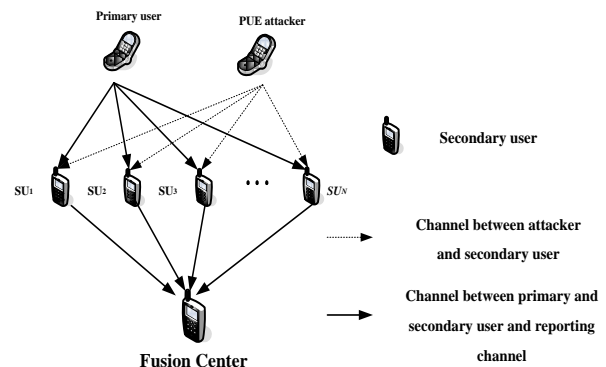 Primary user
PUE attacker
Secondary user
SU1
SU2
SU3
SUN
Channel between attacker
and secondary user
Channel between primary and
secondary user and reporting
channel
Fusion Center